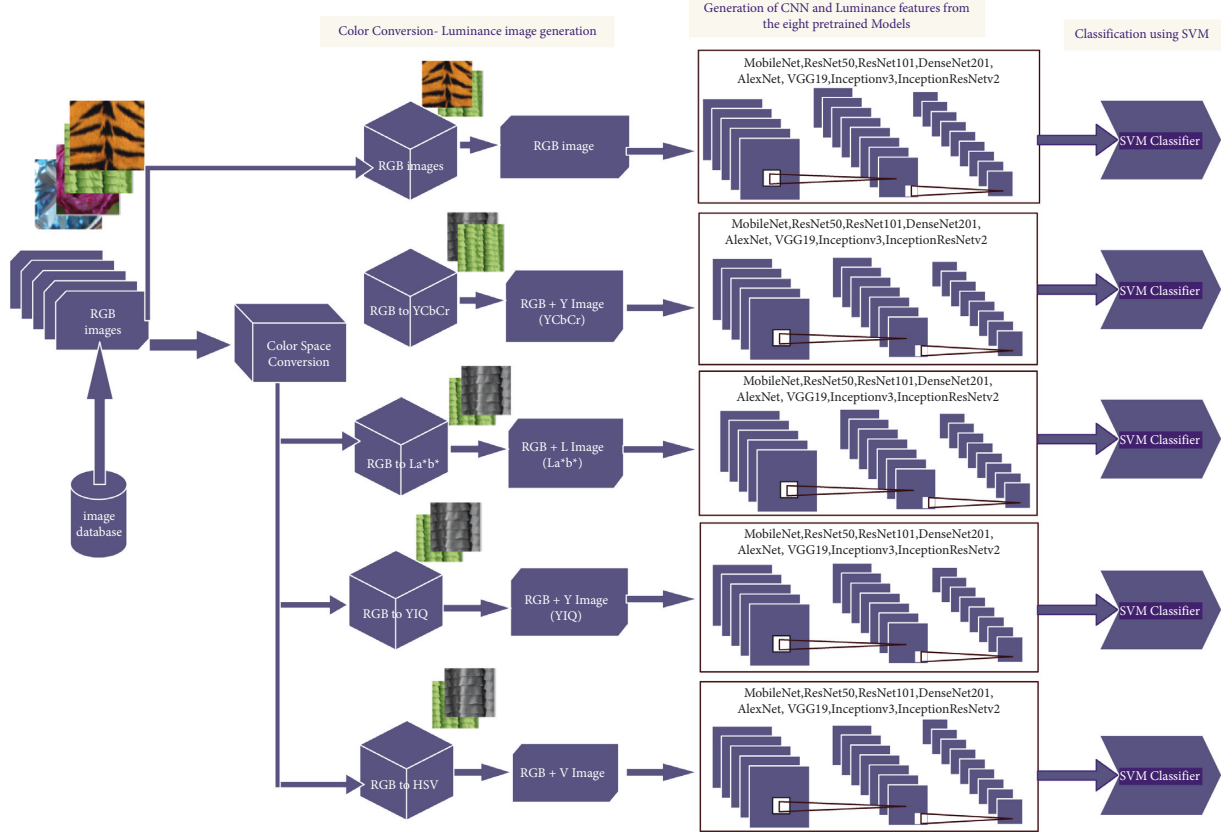 Color Conversion- Luminance image generation
Generation of CNN and Luminance features from
the eight pretrained Models
Classification using SVM
RGB
images
image
database
Color Space
Conversion
RGB images
RGB image
MobileNet,ResNet50,ResNet101,DenseNet201,
AlexNet, VGG19,Inceptionv3,InceptionResNetv2
SVM Classifier
RGB to YCbCr
RGB + Y Image
(YCbCr)
MobileNet,ResNet50,ResNet101,DenseNet201,
AlexNet, VGG19,Inceptionv3,InceptionResNetv2
SVM Classifier
RGB to La*b*
RGB + L Image
(La*b*)
MobileNet,ResNet50,ResNet101,DenseNet201,
AlexNet, VGG19,Inceptionv3,InceptionResNetv2
SVM Classifier
RGB to YIQ
RGB + Y Image
(YIQ)
MobileNet,ResNet50,ResNet101,DenseNet201,
AlexNet, VGG19,Inceptionv3,InceptionResNetv2
SVM Classifier
RGB to HSV
RGB + V Image
MobileNet,ResNet50,ResNet101,DenseNet201,
AlexNet, VGG19,Inceptionv3,InceptionResNetv2
SVM Classifier